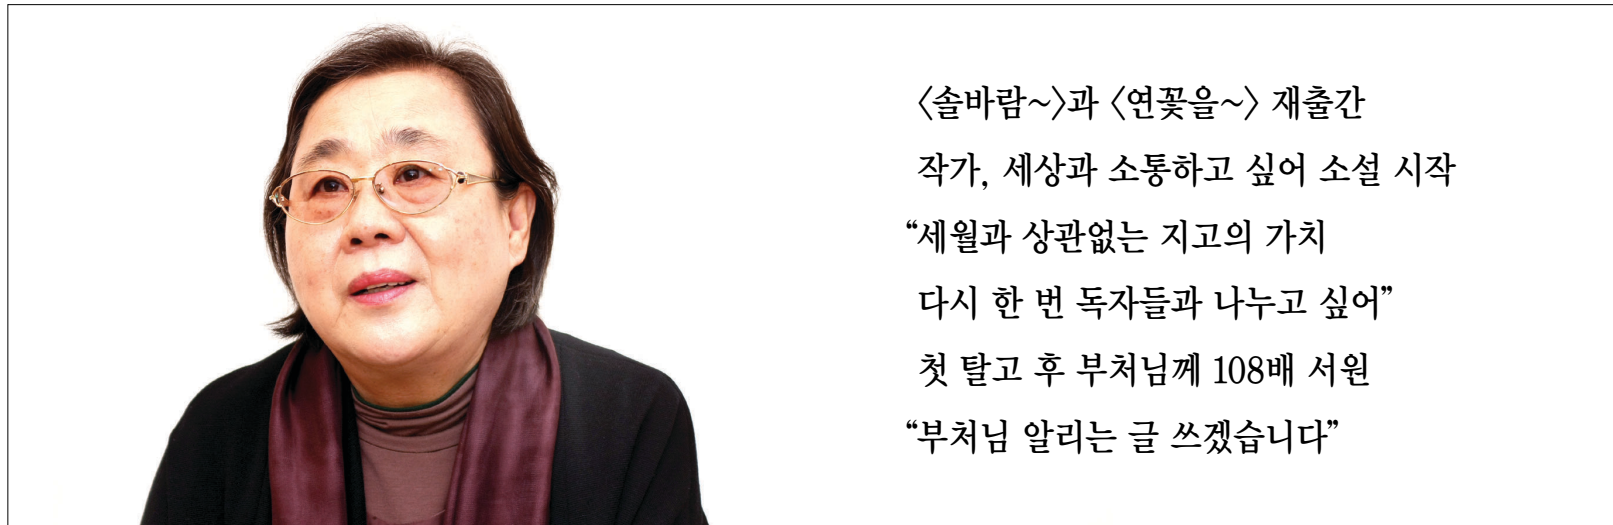 〈솔바람~〉과 〈연꽃을~〉 재출간
작가, 세상과 소통하고 싶어 소설 시작
“세월과 상관없는 지고의 가치
다시 한 번 독자들과 나누고 싶어”
첫 탈고 후 부처님께 108배 서원
“부처님 알리는 글 쓰겠습니다”